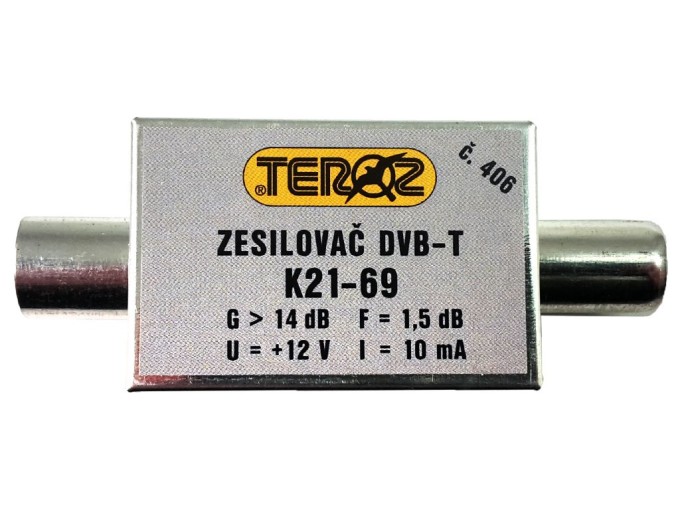 ® TEROZ
č. 406
ZESILOVAČ DVB-T
K21-69
G > 14 dB F = 1,5 dB
U = +12 V I = 10 mA